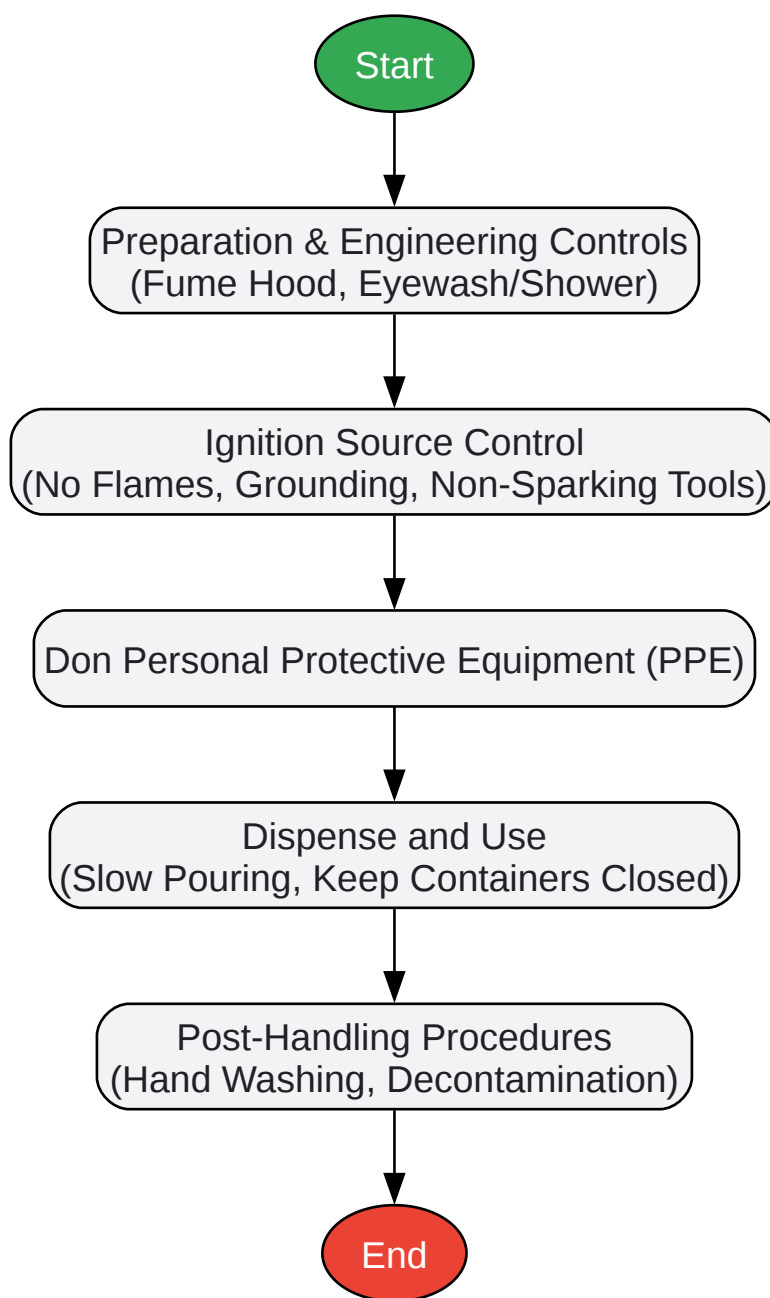 Start
Preparation & Engineering Controls
(Fume Hood, Eyewash/Shower)
Ignition Source Control
(No Flames, Grounding, Non-Sparking Tools)
Don Personal Protective Equipment (PPE)
Dispense and Use
(Slow Pouring, Keep Containers Closed)
Post-Handling Procedures
(Hand Washing, Decontamination)
End